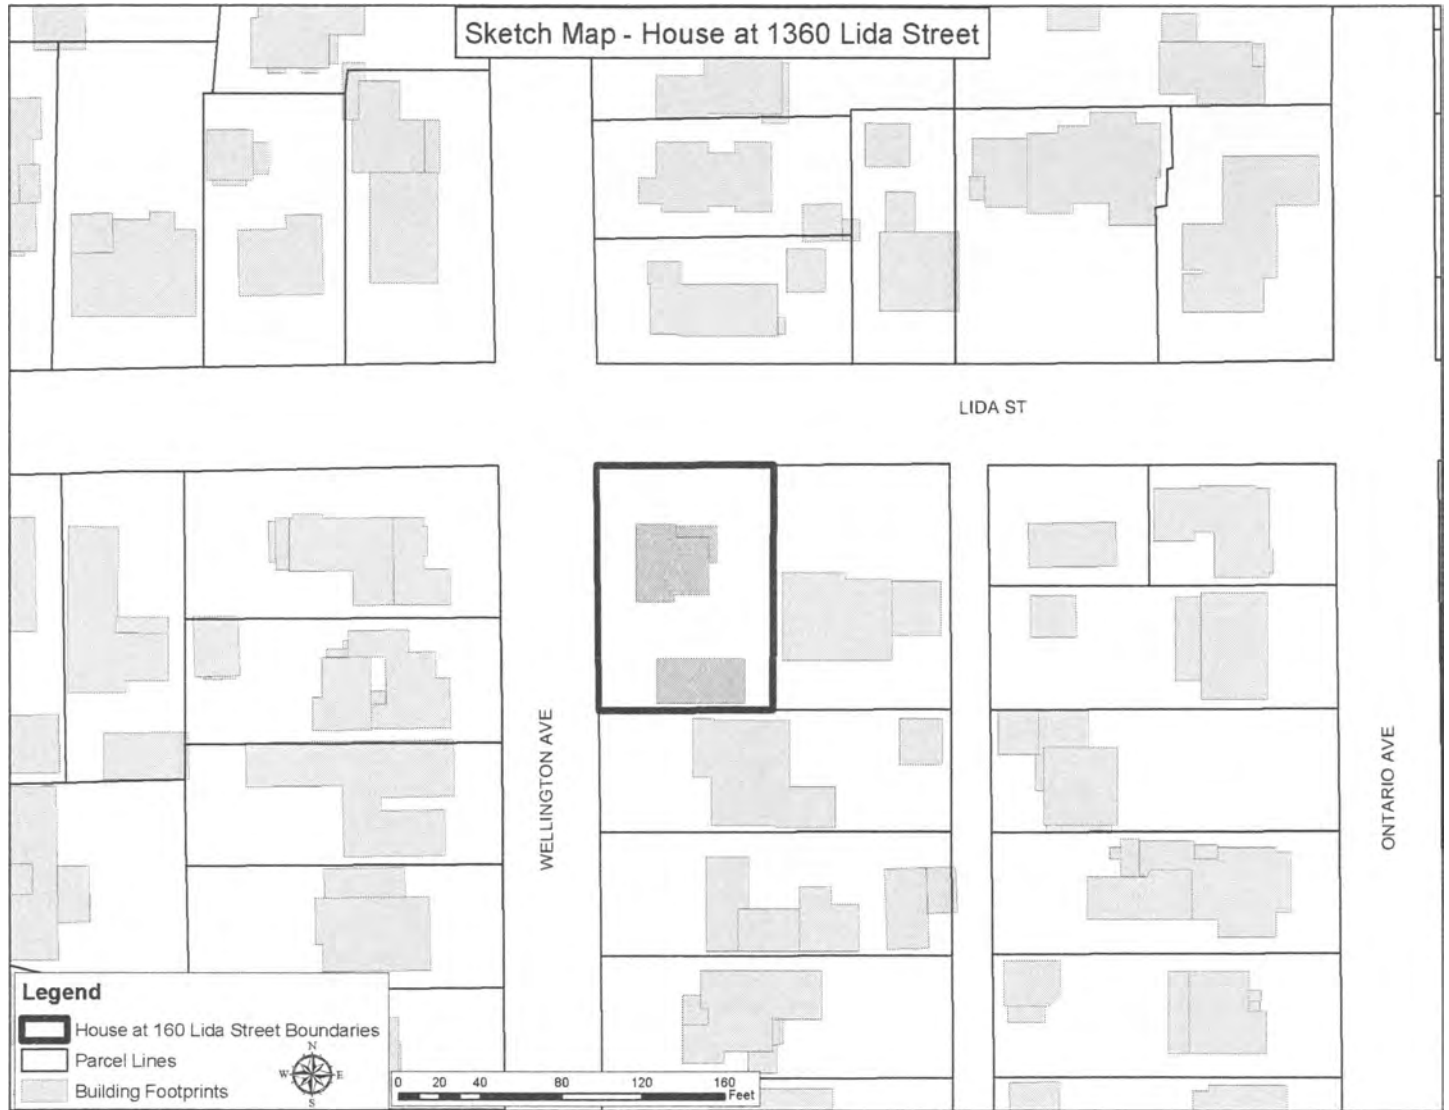 Sketch Map - House at 1360 Lida Street
LIDA ST
WELLINGTON AVE
ONTARIO AVE
Legend
House at 160 Lida Street Boundaries
Parcel Lines
Building Footprints
N
W E
S
0 20 40 80 120 160
Feet